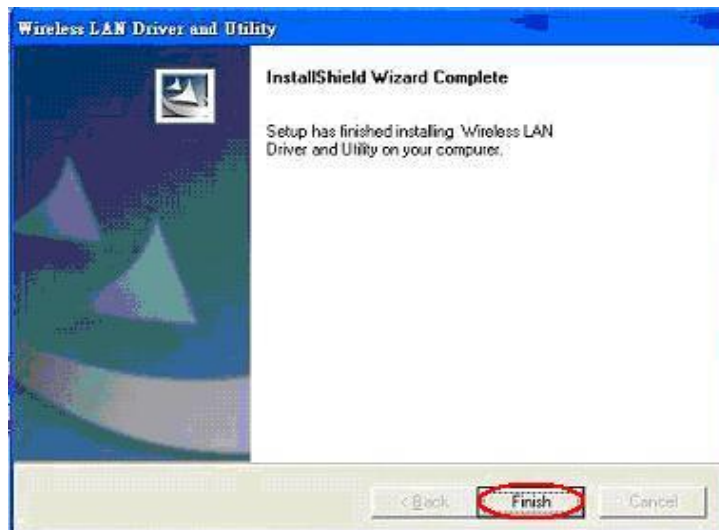 Wireless LAN Driver and Utility
InstallShield Wizard Complete
Setup has finished installing Wireless LAN
Driver and Utility on your computer.
< Back
Finish
Cancel